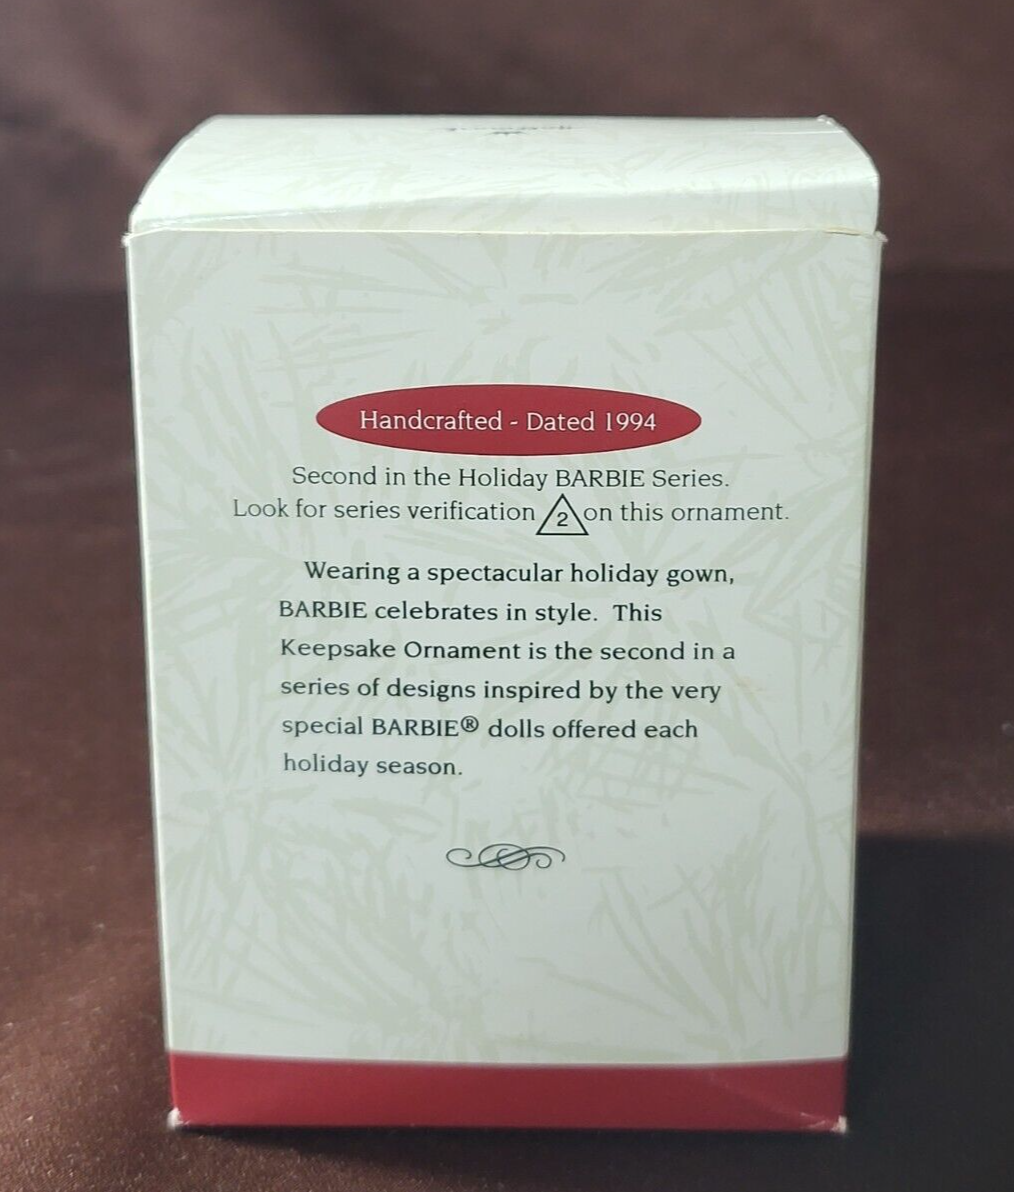 Handcrafted - Dated 1994
Second in the Holiday BARBIE Series.
Look for series verification 2 on this ornament.
Wearing a spectacular holiday gown,
BARBIE celebrates in style. This
Keepsake Ornament is the second in a
series of designs inspired by the very
special BARBIE® dolls offered each
holiday season.